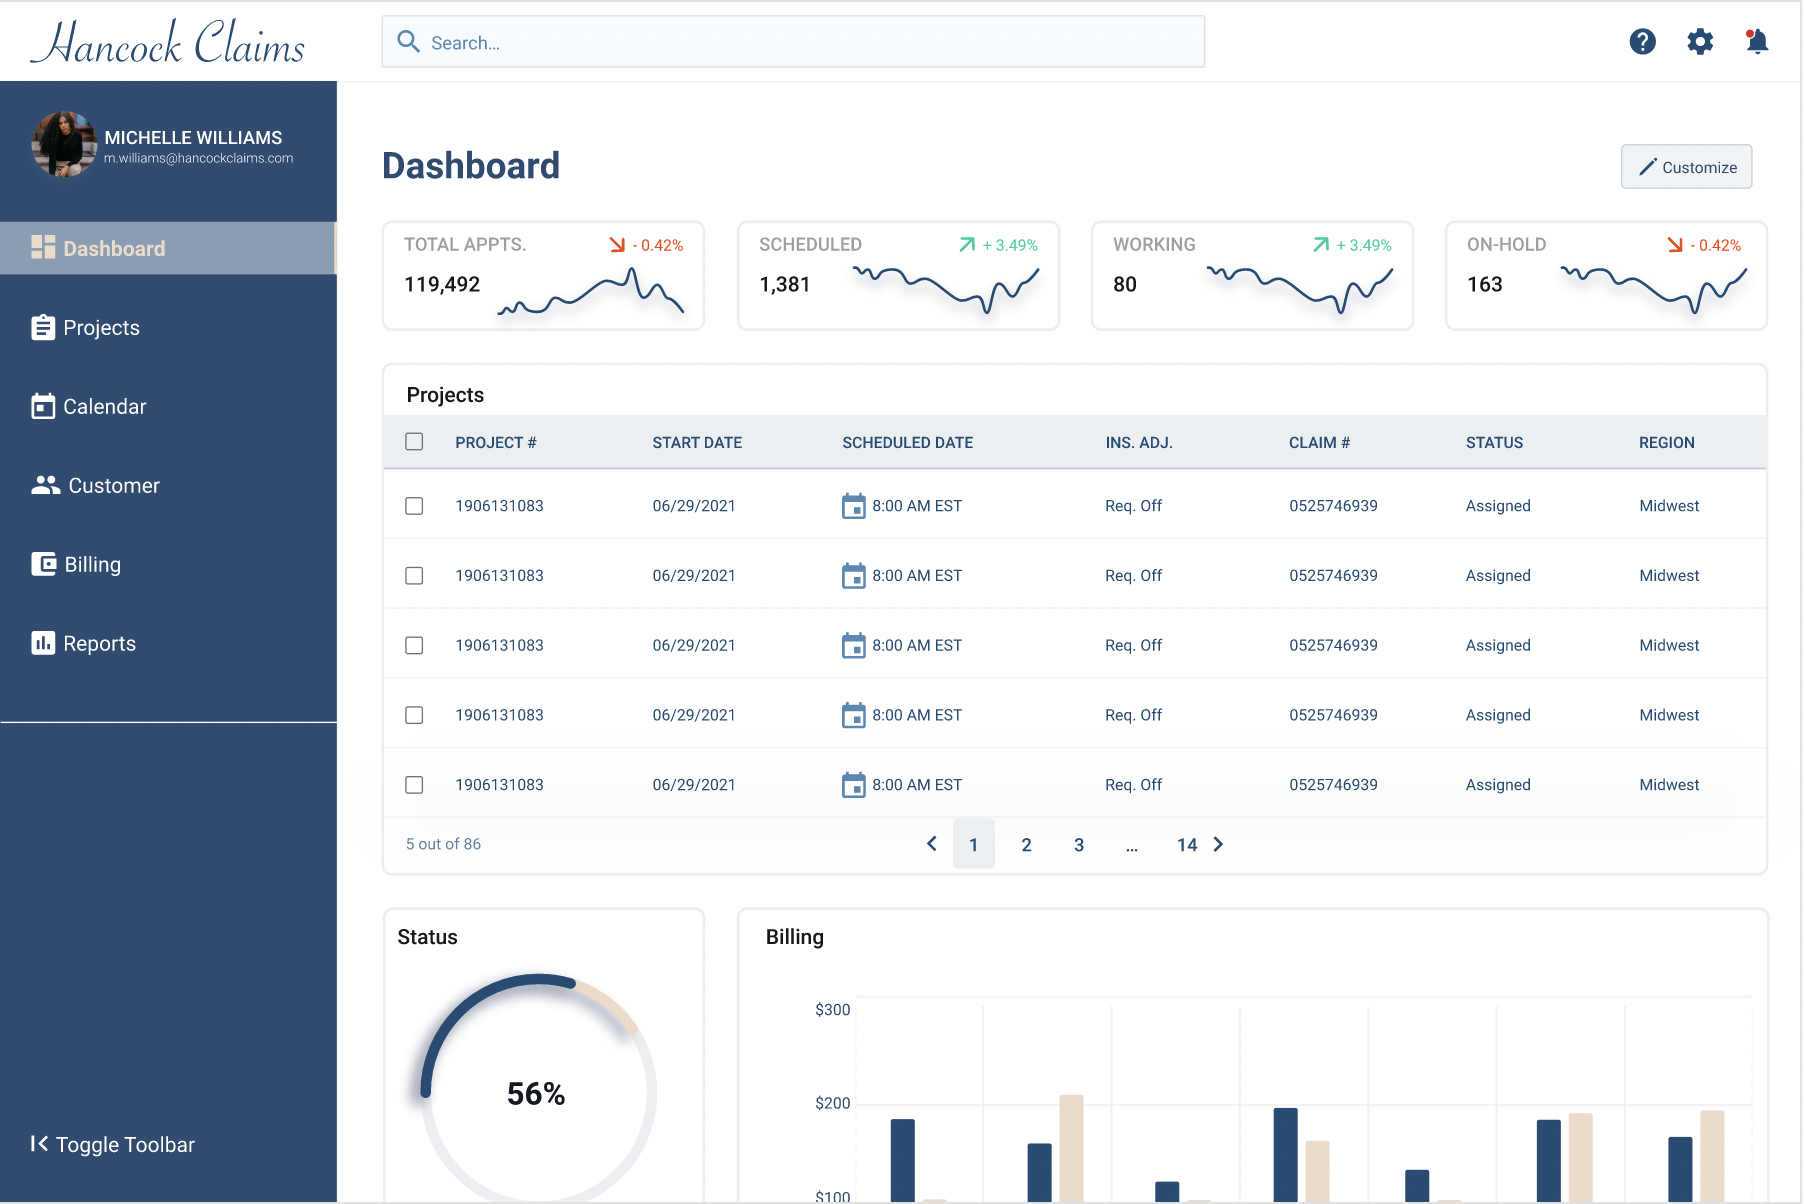 Hancock Claims
Search...
MICHELLE WILLIAMS
m.williams@hancockclaims.com
Dashboard
Projects
Calendar
Customer
Billing
Reports
Toggle Toolbar
Dashboard
Customize
TOTAL APPTS. - 0.42%
119,492
SCHEDULED + 3.49%
1,381
WORKING + 3.49%
80
ON-HOLD - 0.42%
163
Projects
PROJECT # START DATE SCHEDULED DATE INS. ADJ. CLAIM # STATUS REGION
1906131083 06/29/2021 8:00 AM EST Req. Off 0525746939 Assigned Midwest
1906131083 06/29/2021 8:00 AM EST Req. Off 0525746939 Assigned Midwest
1906131083 06/29/2021 8:00 AM EST Req. Off 0525746939 Assigned Midwest
1906131083 06/29/2021 8:00 AM EST Req. Off 0525746939 Assigned Midwest
1906131083 06/29/2021 8:00 AM EST Req. Off 0525746939 Assigned Midwest
5 out of 86 1 2 3 ... 14
Status
56%
Billing
$300
$200
$100